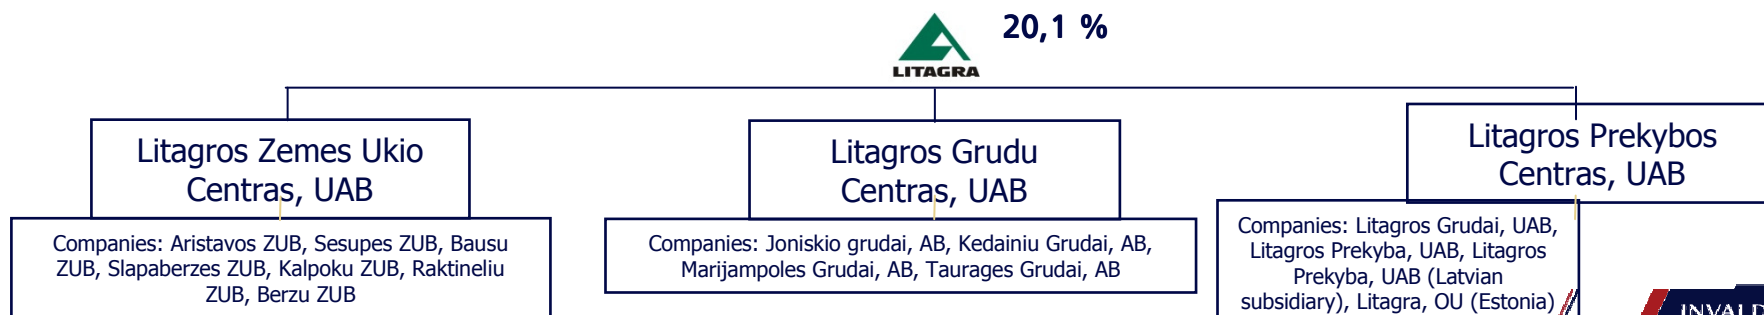 20,1 %
LITAGRA
Litagros Zemes Ukio
Centras, UAB
Litagros Grudu
Centras, UAB
Litagros Prekybos
Centras, UAB
Companies: Aristavos ZUB, Sesupes ZUB, Bausu
ZUB, Slapaberzes ZUB, Kalpoku ZUB, Raktineliu
ZUB, Berzu ZUB
Companies: Joniskio grudai, AB, Kedainiu Grudai, AB,
Marijampoles Grudai, AB, Taurages Grudai, AB
Companies: Litagros Grudai, UAB,
Litagros Prekyba, UAB, Litagros
Prekyba, UAB (Latvian
subsidiary), Litagra, OU (Estonia)